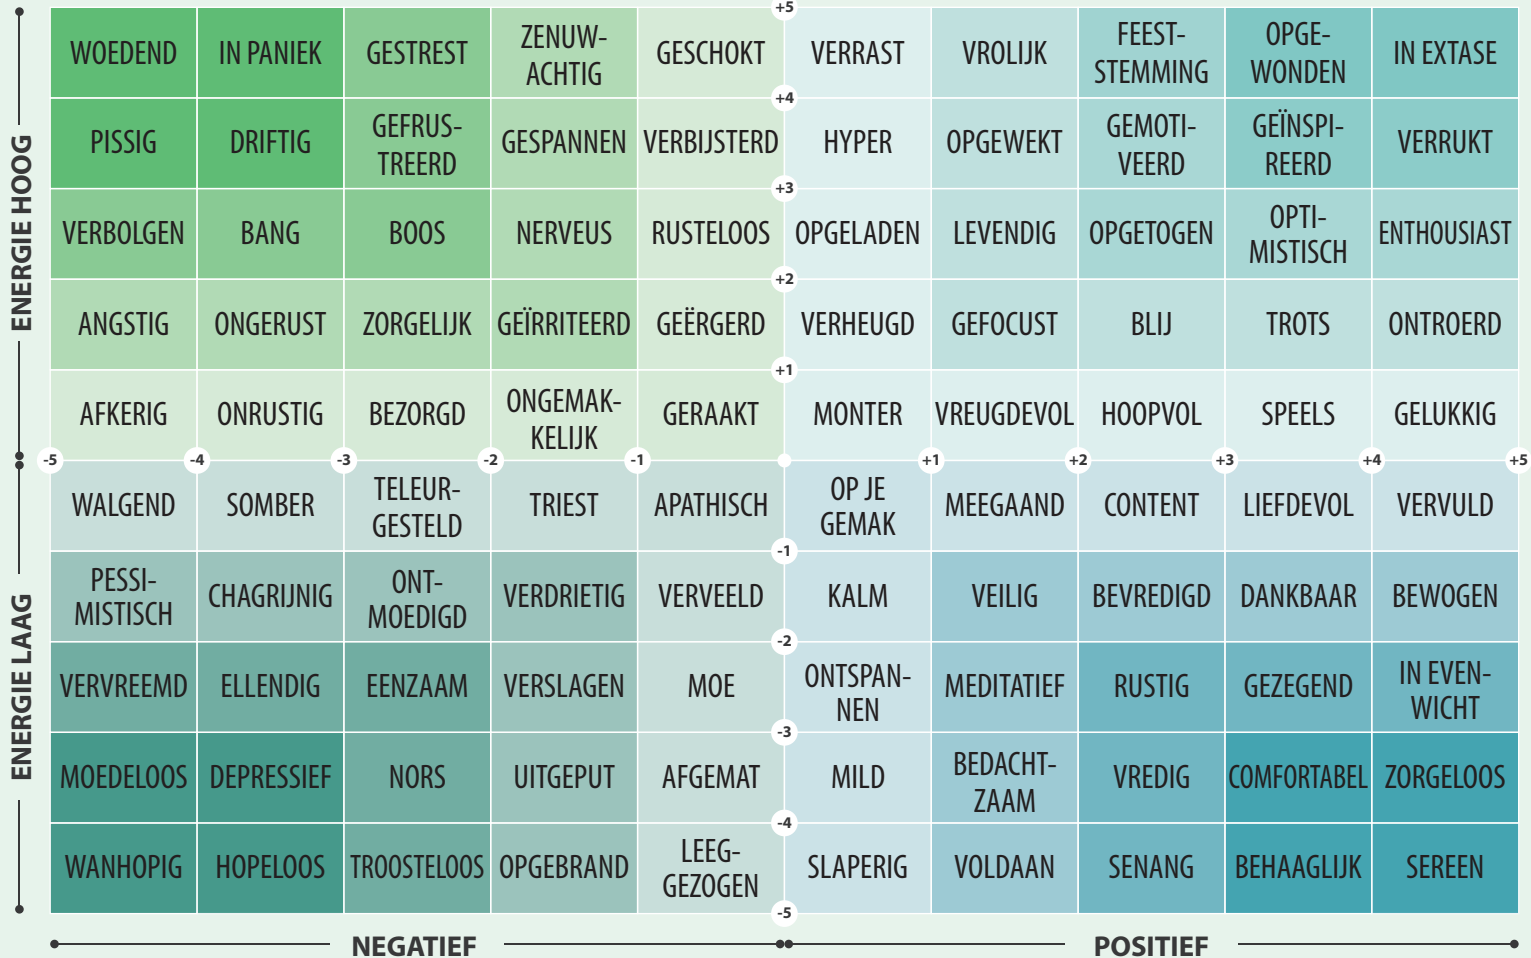 +5
WOEDEND IN PANIEK GESTREST ZENUW-
ACHTIG GESCHOKT VERRAST VROLIJK FEEST-
STEMMING OPGE-
WONDEN IN EXTASE
+4
PISSIG DRIFTIG GEFRUS-
TREERD GESPANNEN VERBIJSTERD HYPER OPGEWEKT GEMOTI-
VEERD GEÏNSPI-
REERD VERRUKT
+3
VERBOLGEN BANG BOOS NERVEUS RUSTELOOS OPGELADEN LEVENDIG OPGETOGEN OPTI-
MISTISCH ENTHOUSIAST
+2
ANGSTIG ONGERUST ZORGELIJK GEÏRRITEERD GEËRGERD VERHEUGD GEFOCUST BLIJ TROTS ONTROERD
+1
AFKERIG ONRUSTIG BEZORGD ONGEMAK-
KELIJK GERAAKT MONTER VREUGDEVOL HOOPVOL SPEELS GELUKKIG
-5 -4 -3 -2 -1 +1 +2 +3 +4 +5
WALGEND SOMBER TELEUR-
GESTELD TRIEST APATHISCH OP JE
GEMAK MEEGAAND CONTENT LIEFDEVOL VERVULD
-1
PESSI-
MISTISCH CHAGRIJNIG ONT-
MOEDIGD VERDRIETIG VERVEELD KALM VEILIG BEVREDIGD DANKBAAR BEWOGEN
-2
VERVREEMD ELLENDIG EENZAAM VERSLAGEN MOE ONTSPAN-
NEN MEDITATIEF RUSTIG GEZEGEND IN EVEN-
WICHT
-3
MOEDELOOS DEPRESSIEF NORS UITGEPUT AFGEMAT MILD BEDACHT-
ZAAM VREDIG COMFORTABEL ZORGELOOS
-4
WANHOPIG HOPELOOS TROOSTELOOS OPGEBRAND LEEG-
GEZOGEN SLAPERIG VOLDAAN SENANG BEHAAGLIJK SEREEN
-5
ENERGIE HOOG
ENERGIE LAAG
NEGATIEF POSITIEF